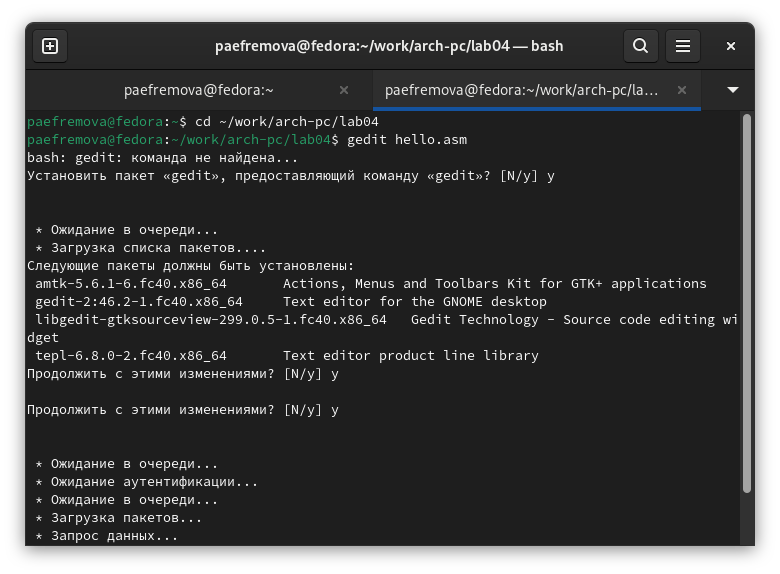 paefremova@fedora:~/work/arch-pc/lab04 — bash
paefremova@fedora:~
paefremova@fedora:~/work/arch-pc/la...
paefremova@fedora:~$ cd ~/work/arch-pc/lab04
paefremova@fedora:~/work/arch-pc/lab04$ gedit hello.asm
bash: gedit: команда не найдена...
Установить пакет «gedit», предоставляющий команду «gedit»? [N/y] y
* Ожидание в очереди...
* Загрузка списка пакетов....
Следующие пакеты должны быть установлены:
amtk-5.6.1-6.fc40.x86_64 Actions, Menus and Toolbars Kit for GTK+ applications
gedit-2:46.2-1.fc40.x86_64 Text editor for the GNOME desktop
libgedit-gtksourceview-299.0.5-1.fc40.x86_64 Gedit Technology - Source code editing wi
dget
tepl-6.8.0-2.fc40.x86_64 Text editor product line library
Продолжить с этими изменениями? [N/y] y
Продолжить с этими изменениями? [N/y] y
* Ожидание в очереди...
* Ожидание аутентификации...
* Ожидание в очереди...
* Загрузка пакетов...
* Запрос данных...